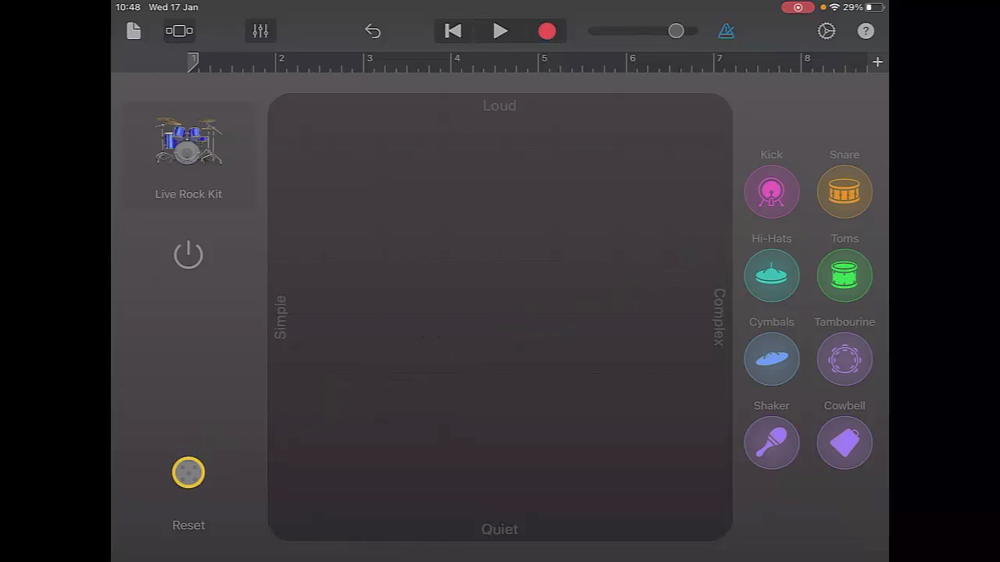 10:48 Wed 17 Jan
29%
?
1 2 3 4 5 6 7 8 +
Loud
Live Rock Kit
Simple
Complex
Quiet
Reset
Kick Snare
Hi-Hats Toms
Cymbals Tambourine
Shaker Cowbell